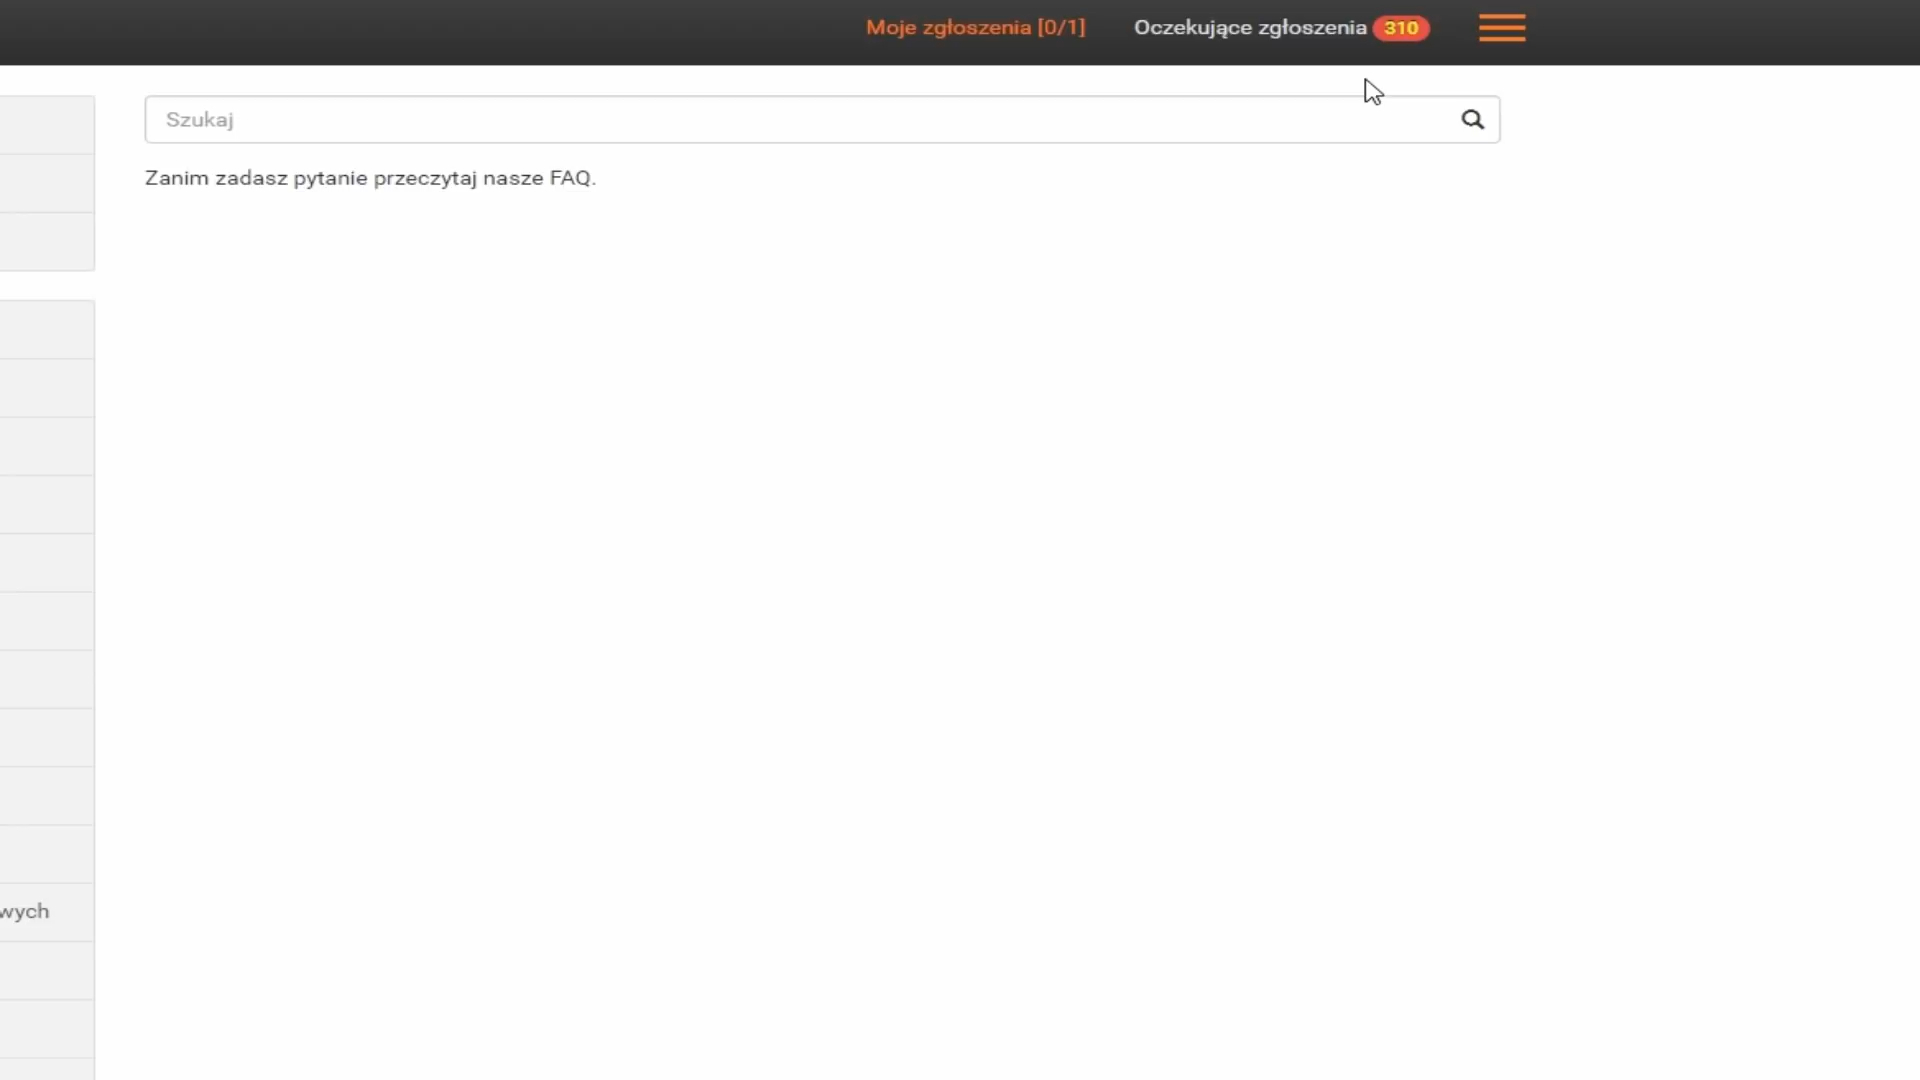 Moje zgłoszenia [0/1] Oczekujące zgłoszenia 310
Szukaj
Zanim zadasz pytanie przeczytaj nasze FAQ.
wych